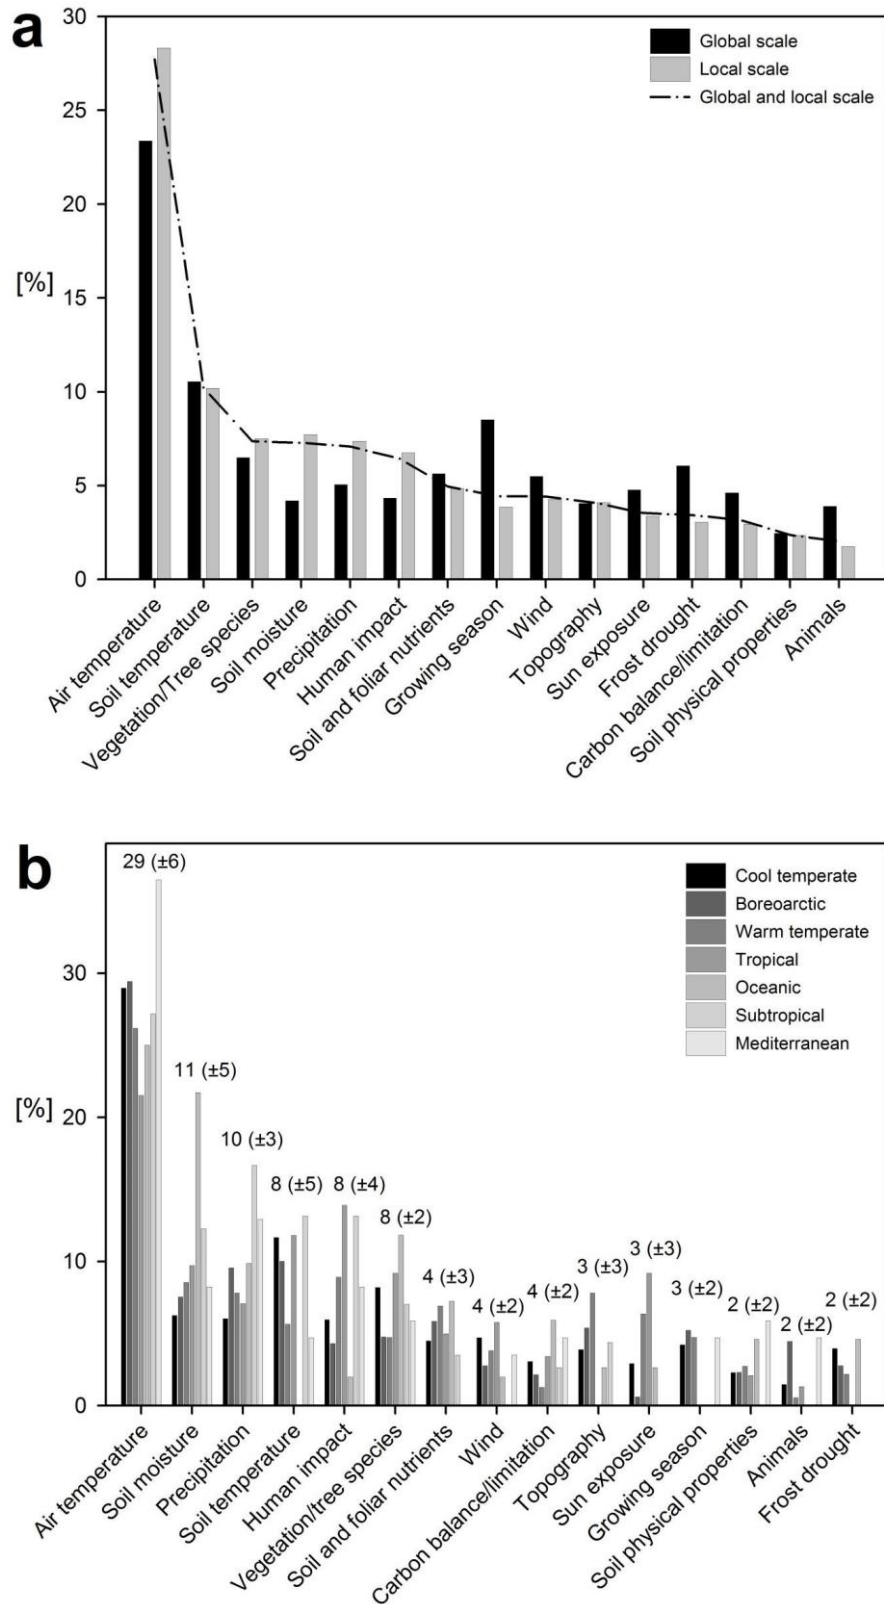 a
30
25
20
15
10
5
0
[%]
Global scale
Local scale
Global and local scale
Air temperature
Soil temperature
Vegetation/Tree species
Soil moisture
Precipitation
Human impact
Soil and foliar nutrients
Growing season
Wind
Topography
Sun exposure
Frost drought
Carbon balance/limitation
Soil physical properties
Animals
b
30
20
10
0
[%]
Cool temperate
Boreoarctic
Warm temperate
Tropical
Oceanic
Subtropical
Mediterranean
29 (±6)
11 (±5)
10 (±3)
8 (±5)
8 (±4)
8 (±2)
4 (±3)
4 (±2)
4 (±2)
3 (±3)
3 (±3)
3 (±2)
2 (±2)
2 (±2)
2 (±2)
Air temperature
Soil moisture
Precipitation
Soil temperature
Human impact
Vegetation/tree species
Soil and foliar nutrients
Wind
Carbon balance/limitation
Topography
Sun exposure
Growing season
Soil physical properties
Animals
Frost drought